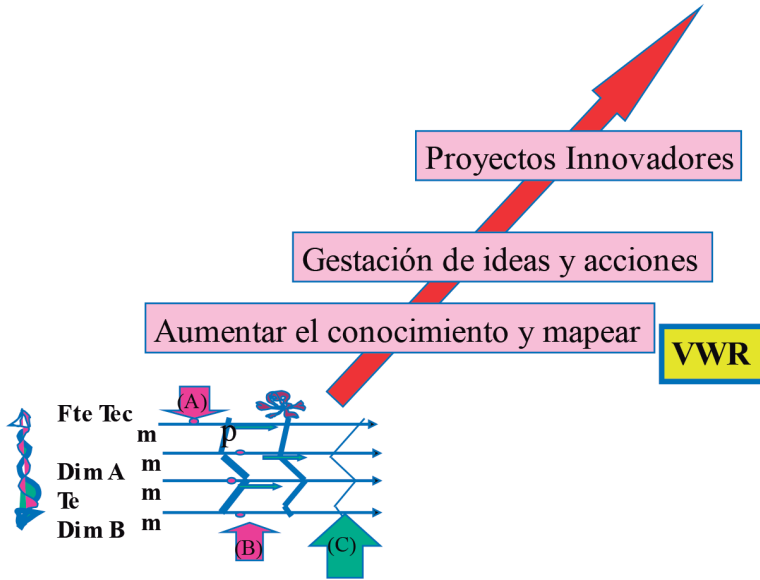 Proyectos Innovadores
Gestación de ideas y acciones
Aumentar el conocimiento y mapear
VWR
(A)
Fte Tec
m
p
Dim A
m
Te
m
Dim B
m
(B)
(C)